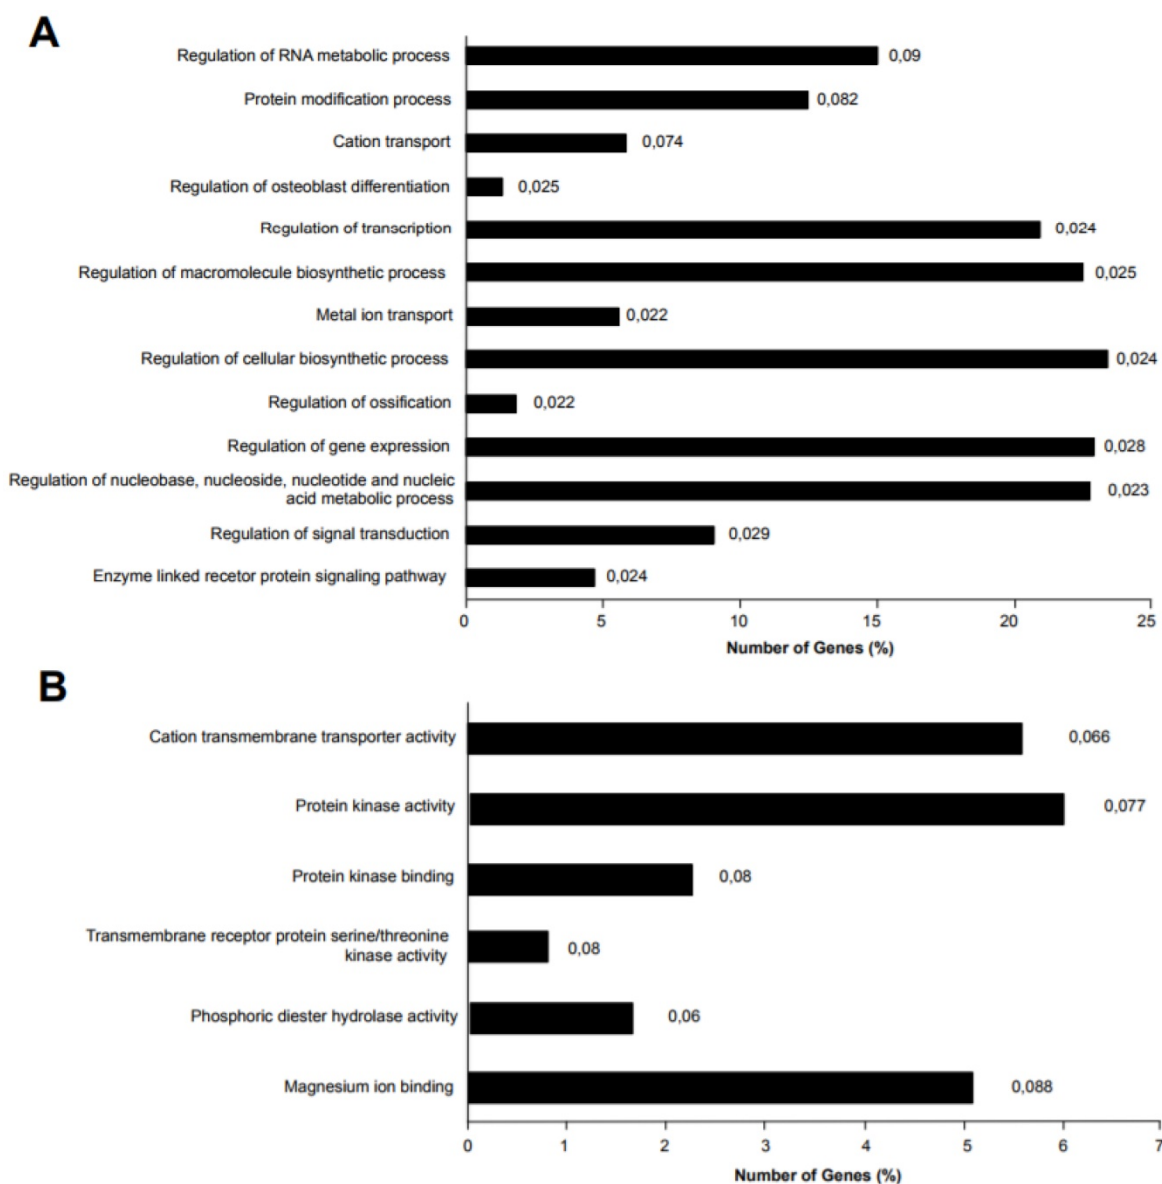 A
Regulation of RNA metabolic process 0,09
Protein modification process 0,082
Cation transport 0,074
Regulation of osteoblast differentiation 0,025
Regulation of transcription 0,024
Regulation of macromolecule biosynthetic process 0,025
Metal ion transport 0,022
Regulation of cellular biosynthetic process 0,024
Regulation of ossification 0,022
Regulation of gene expression 0,028
Regulation of nucleobase, nucleoside, nucleotide and nucleic
acid metabolic process 0,023
Regulation of signal transduction 0,029
Enzyme linked recetor protein signaling pathway 0,024
0 5 10 15 20 25
Number of Genes (%)
B
Cation transmembrane transporter activity 0,066
Protein kinase activity 0,077
Protein kinase binding 0,08
Transmembrane receptor protein serine/threonine
kinase activity 0,08
Phosphoric diester hydrolase activity 0,06
Magnesium ion binding 0,088
0 1 2 3 4 5 6 7
Number of Genes (%)